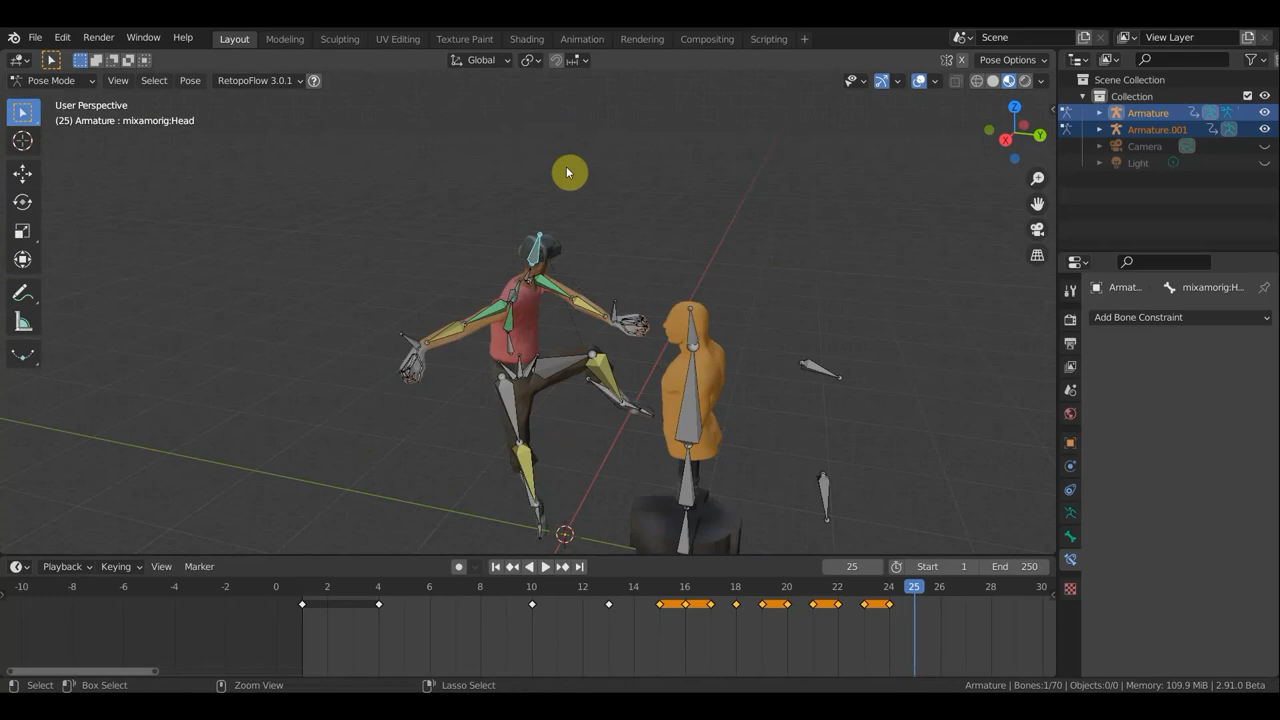 File Edit Render Window Help
Layout Modeling Sculpting UV Editing Texture Paint Shading Animation Rendering Compositing Scripting +
Scene
View Layer
Global
X
Pose Options
Pose Mode View Select Pose RetopoFlow 3.0.1 ?
User Perspective
(25) Armature : mixamorig:Head
Z
Y
X
Scene Collection
Collection
Armature
Armature.001
Camera
Light
Armat...
mixamorig:H...
Add Bone Constraint
Playback Keying View Marker
25
Start 1
End 250
-10 -8 -6 -4 -2 0 2 4 6 8 10 12 14 16 18 20 22 24 25 26 28 30
Select Box Select Zoom View Lasso Select
Armature | Bones:1/70 | Objects:0/0 | Memory: 109.9 MiB | 2.91.0 Beta